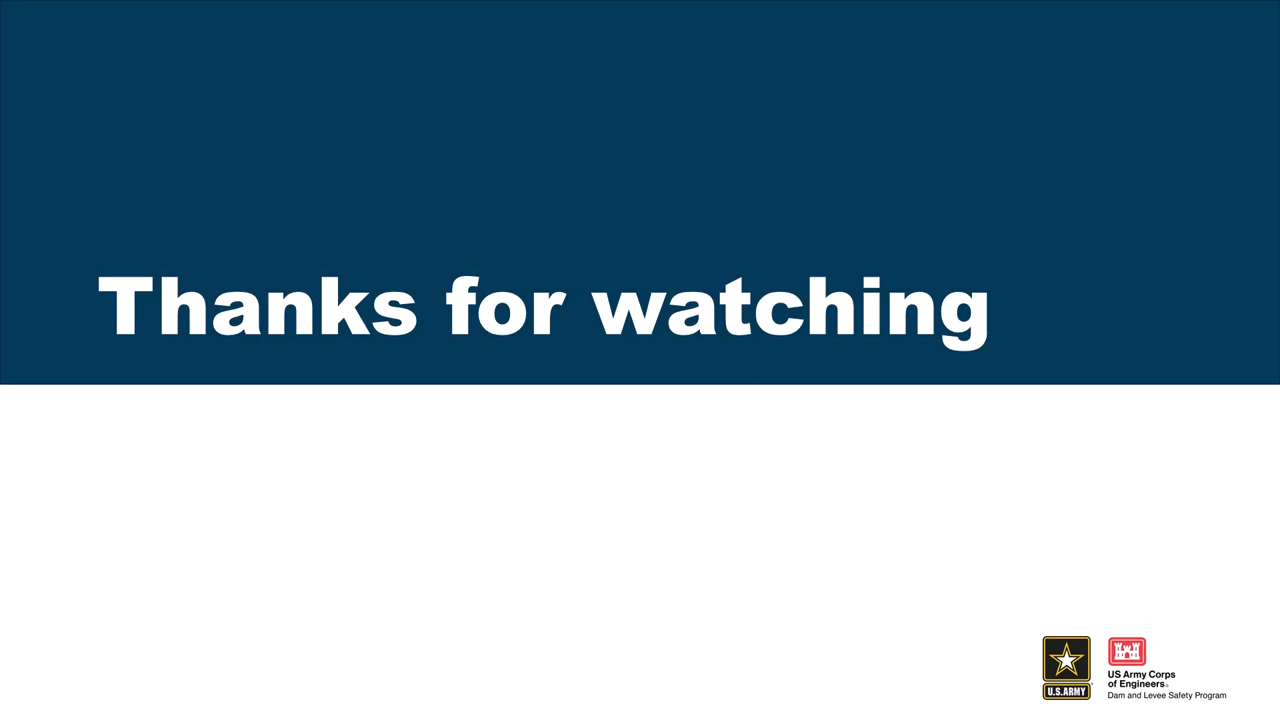 Thanks for watching
U.S.ARMY
US Army Corps
of Engineers®
Dam and Levee Safety Program